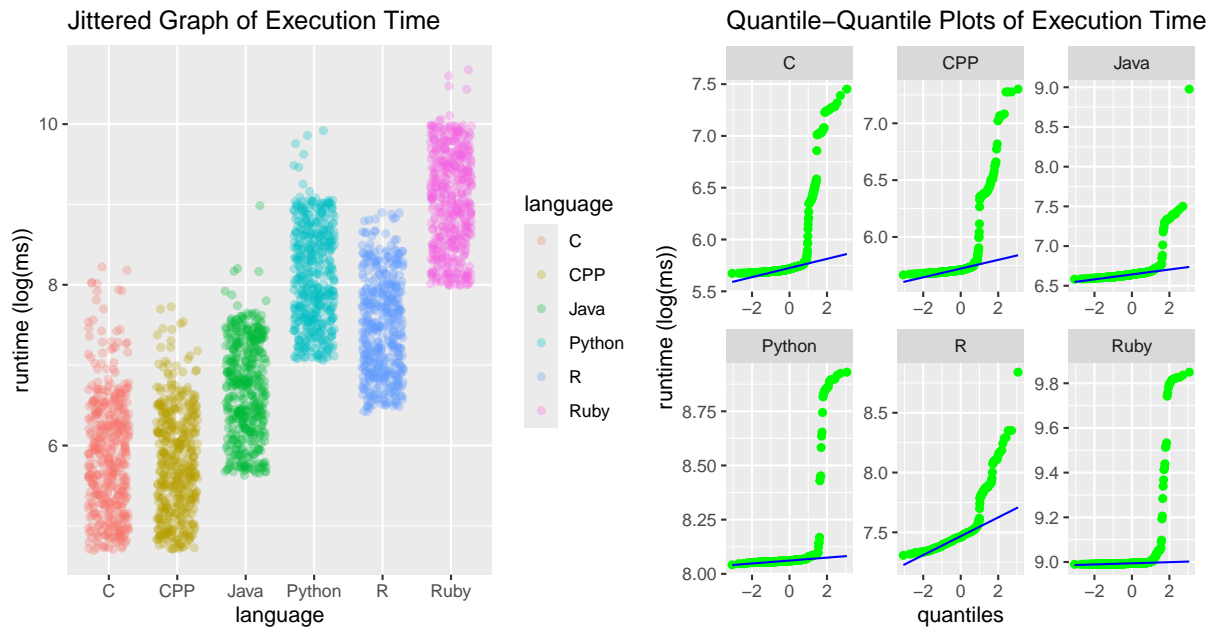 Jittered Graph of Execution Time
10
8
6
runtime (log(ms))
C
CPP
Java
Python
R
Ruby
language
language
C
CPP
Java
Python
R
Ruby
Quantile−Quantile Plots of Execution Time
runtime (log(ms))
C
7.5
7.0
6.5
6.0
5.5
−2
0
2
CPP
7.0
6.5
6.0
−2
0
2
Java
9.0
8.5
8.0
7.5
7.0
6.5
−2
0
2
Python
8.75
8.50
8.25
8.00
−2
0
2
R
8.5
8.0
7.5
−2
0
2
Ruby
9.8
9.6
9.4
9.2
9.0
−2
0
2
quantiles